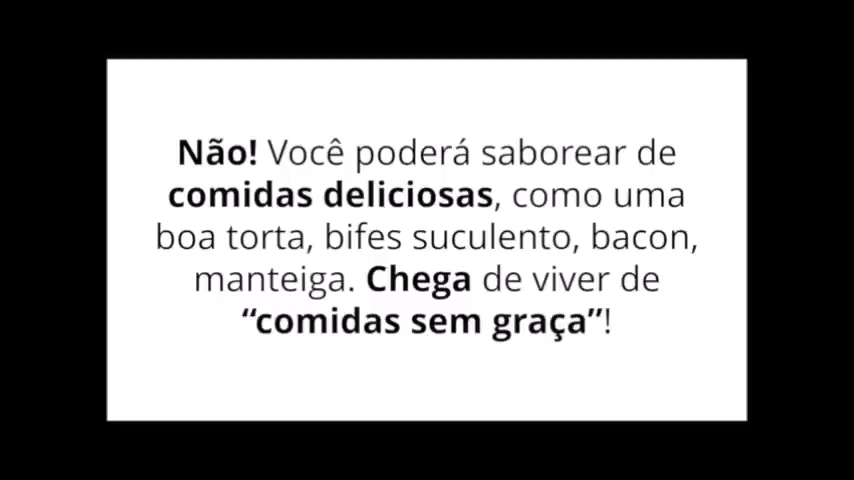 Não! Você poderá saborear de
comidas deliciosas, como uma
boa torta, bifes suculento, bacon,
manteiga. Chega de viver de
“comidas sem graça”!